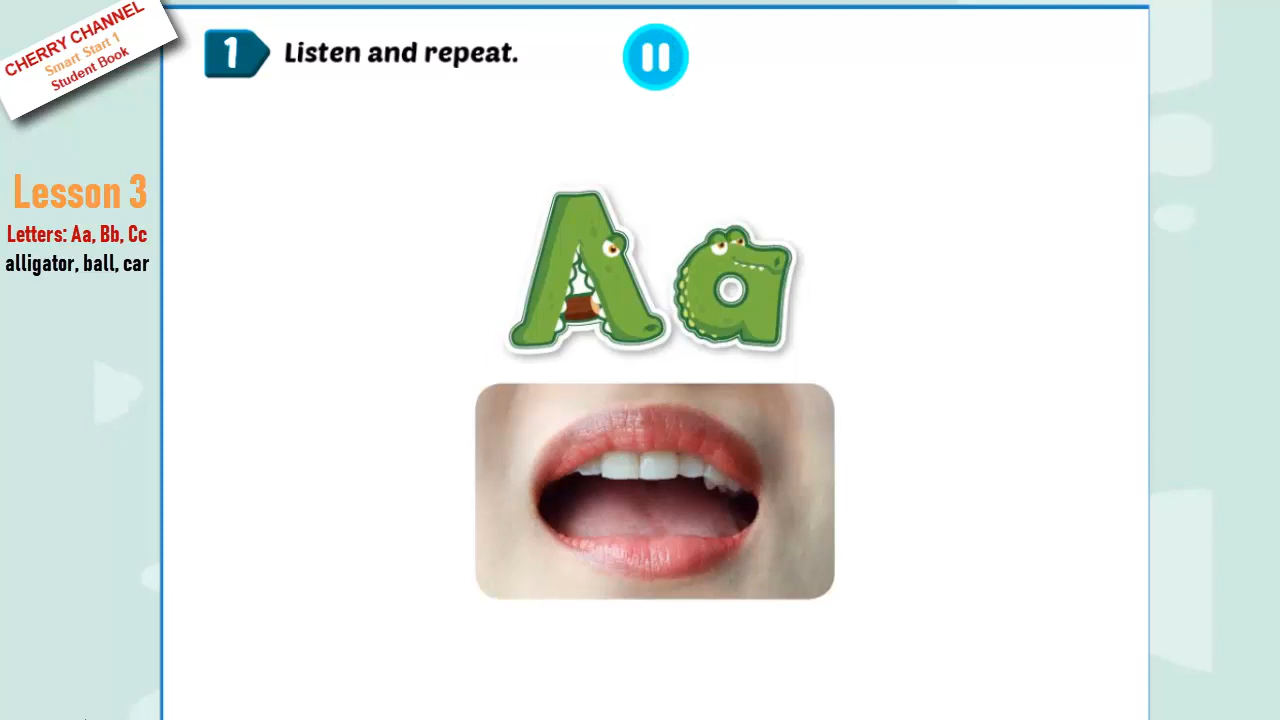 CHERRY CHANNEL
Smart Start 1
Student Book
1 Listen and repeat.
Lesson 3
Letters: Aa, Bb, Cc
alligator, ball, car
Aa